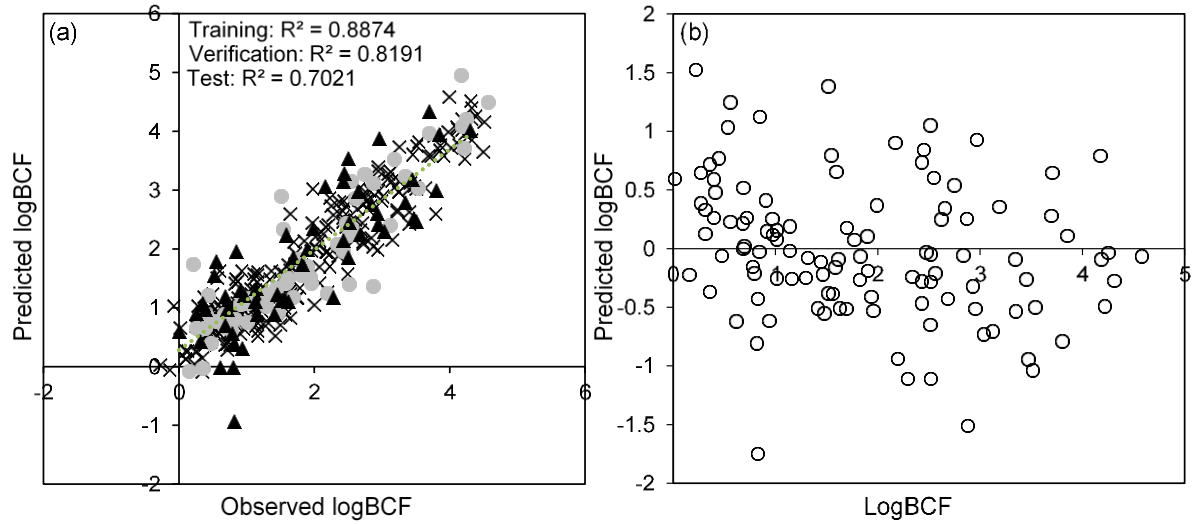 (a)
Training: R² = 0.8874
Verification: R² = 0.8191
Test: R² = 0.7021
6
5
4
3
2
1
0
-1
-2
-2 0 2 4 6
Predicted logBCF
Observed logBCF
(b)
2
1.5
1
0.5
0
-0.5
-1
-1.5
-2
0 1 2 3 4 5
Predicted logBCF
LogBCF